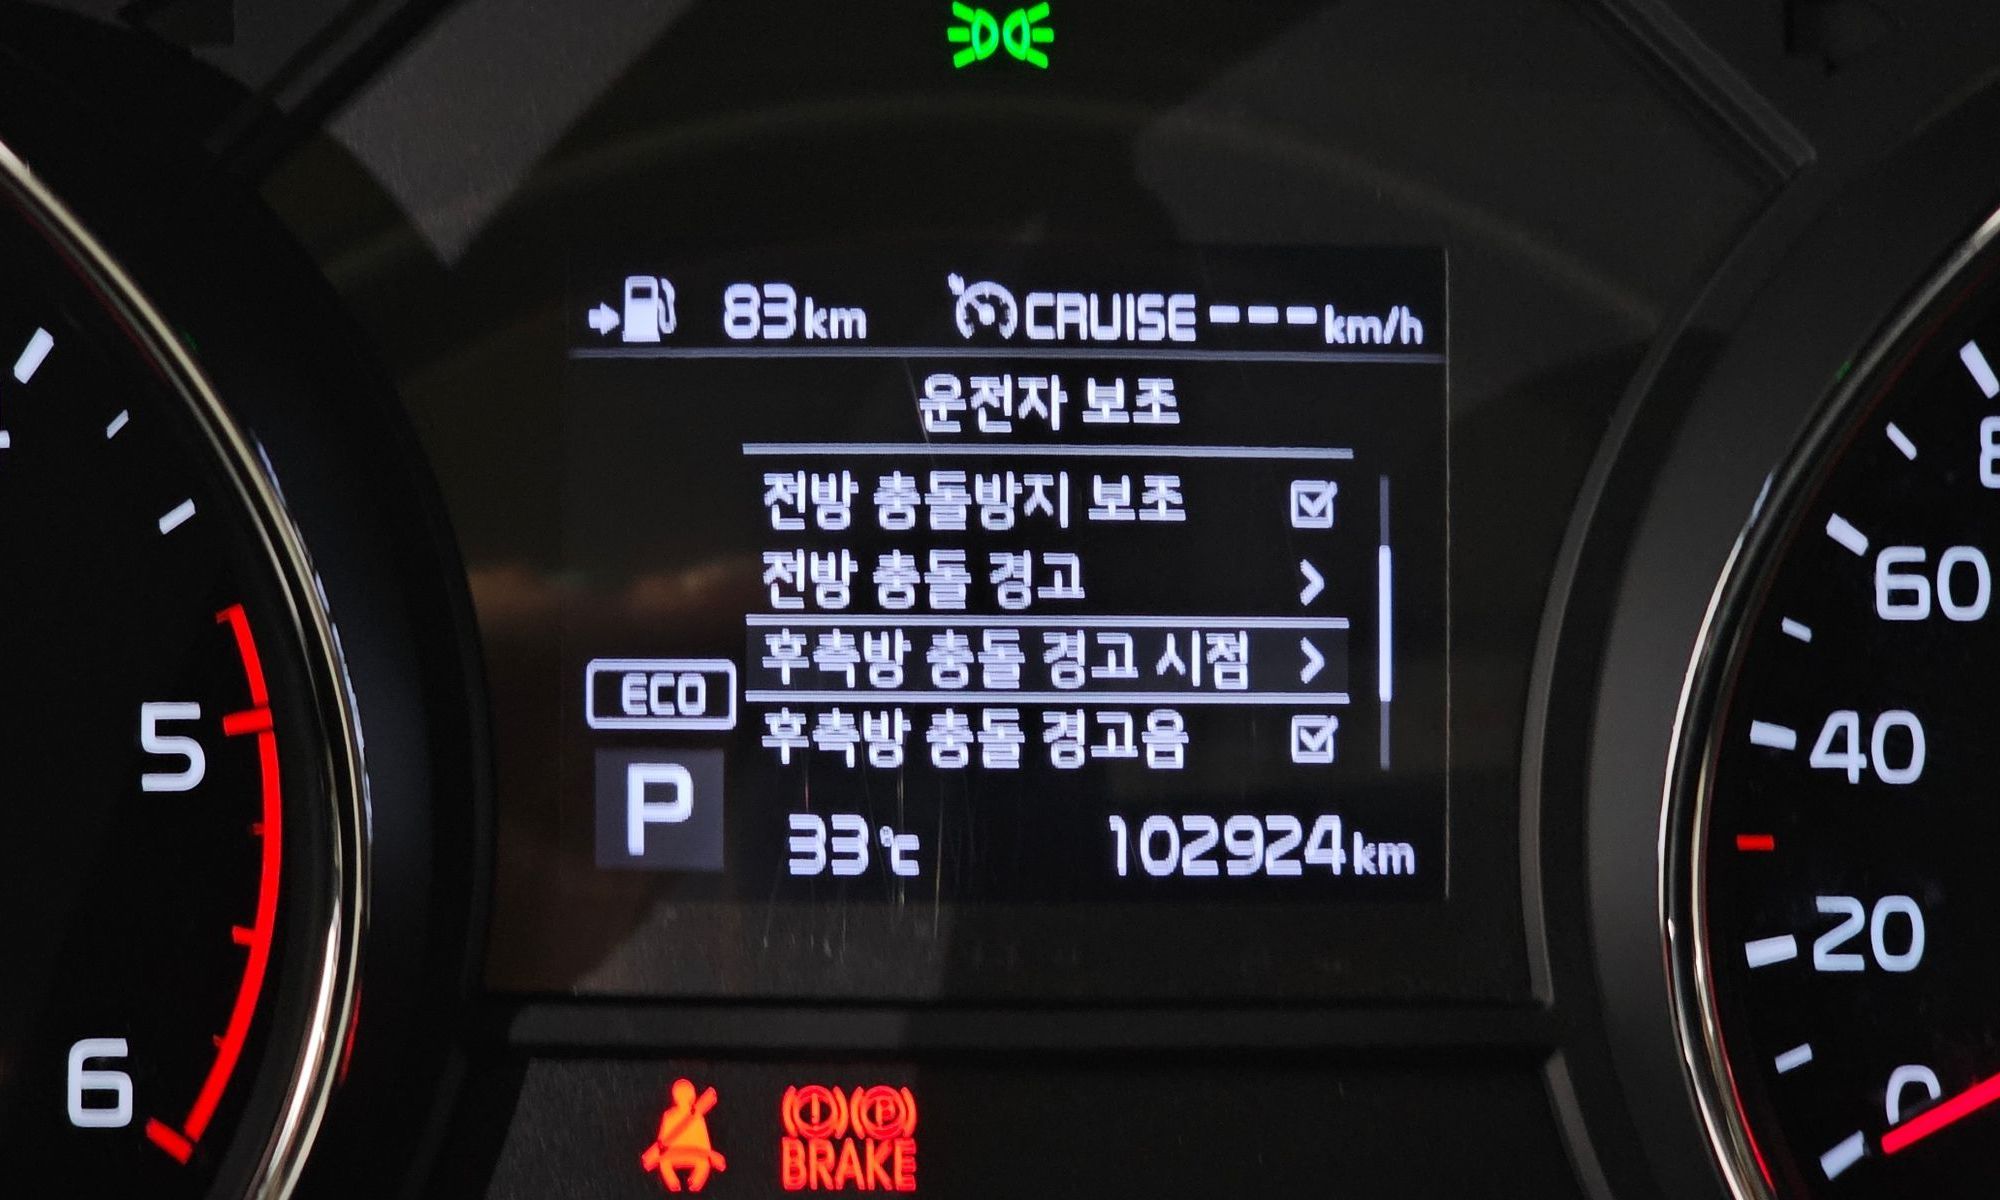 83km CRUISE ---km/h
운전자 보조
전방 충돌방지 보조
전방 충돌 경고
후측방 충돌 경고 시점
후측방 충돌 경고음
ECO
P
33℃ 102924km
5
6
8
60
40
20
0
BRAKE